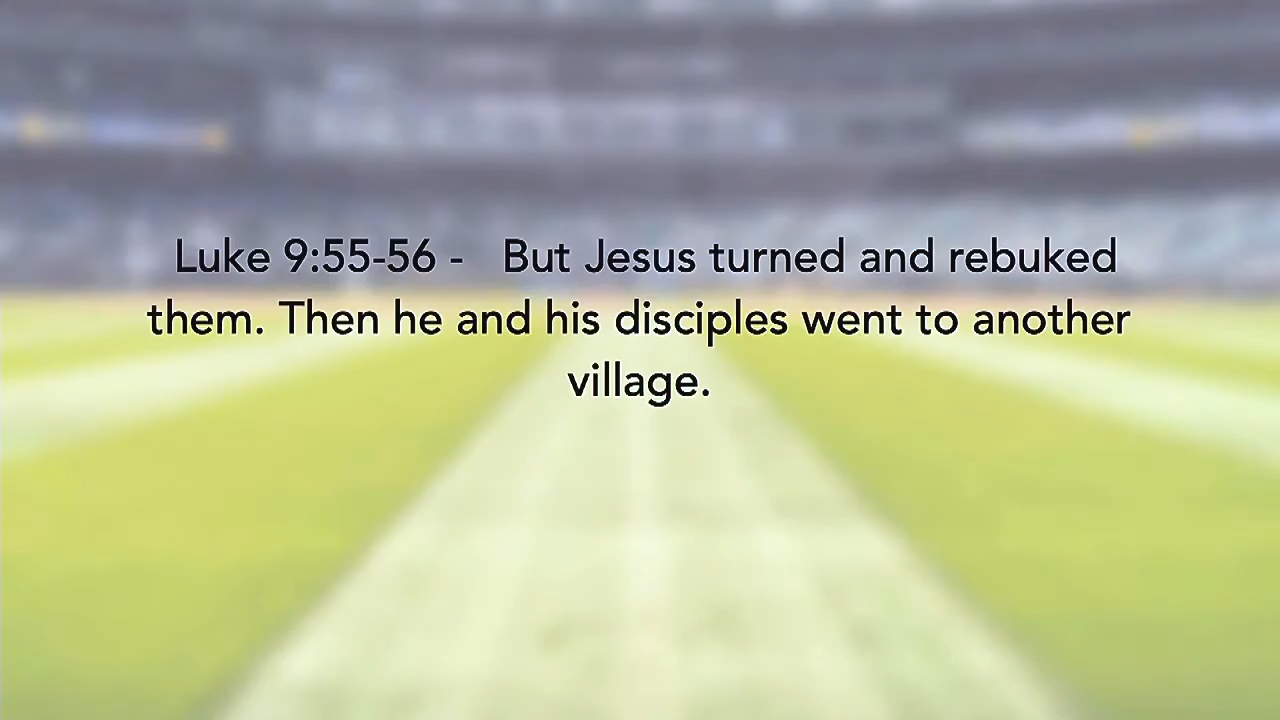 Luke 9:55-56 -   But Jesus turned and rebuked
them. Then he and his disciples went to another
village.